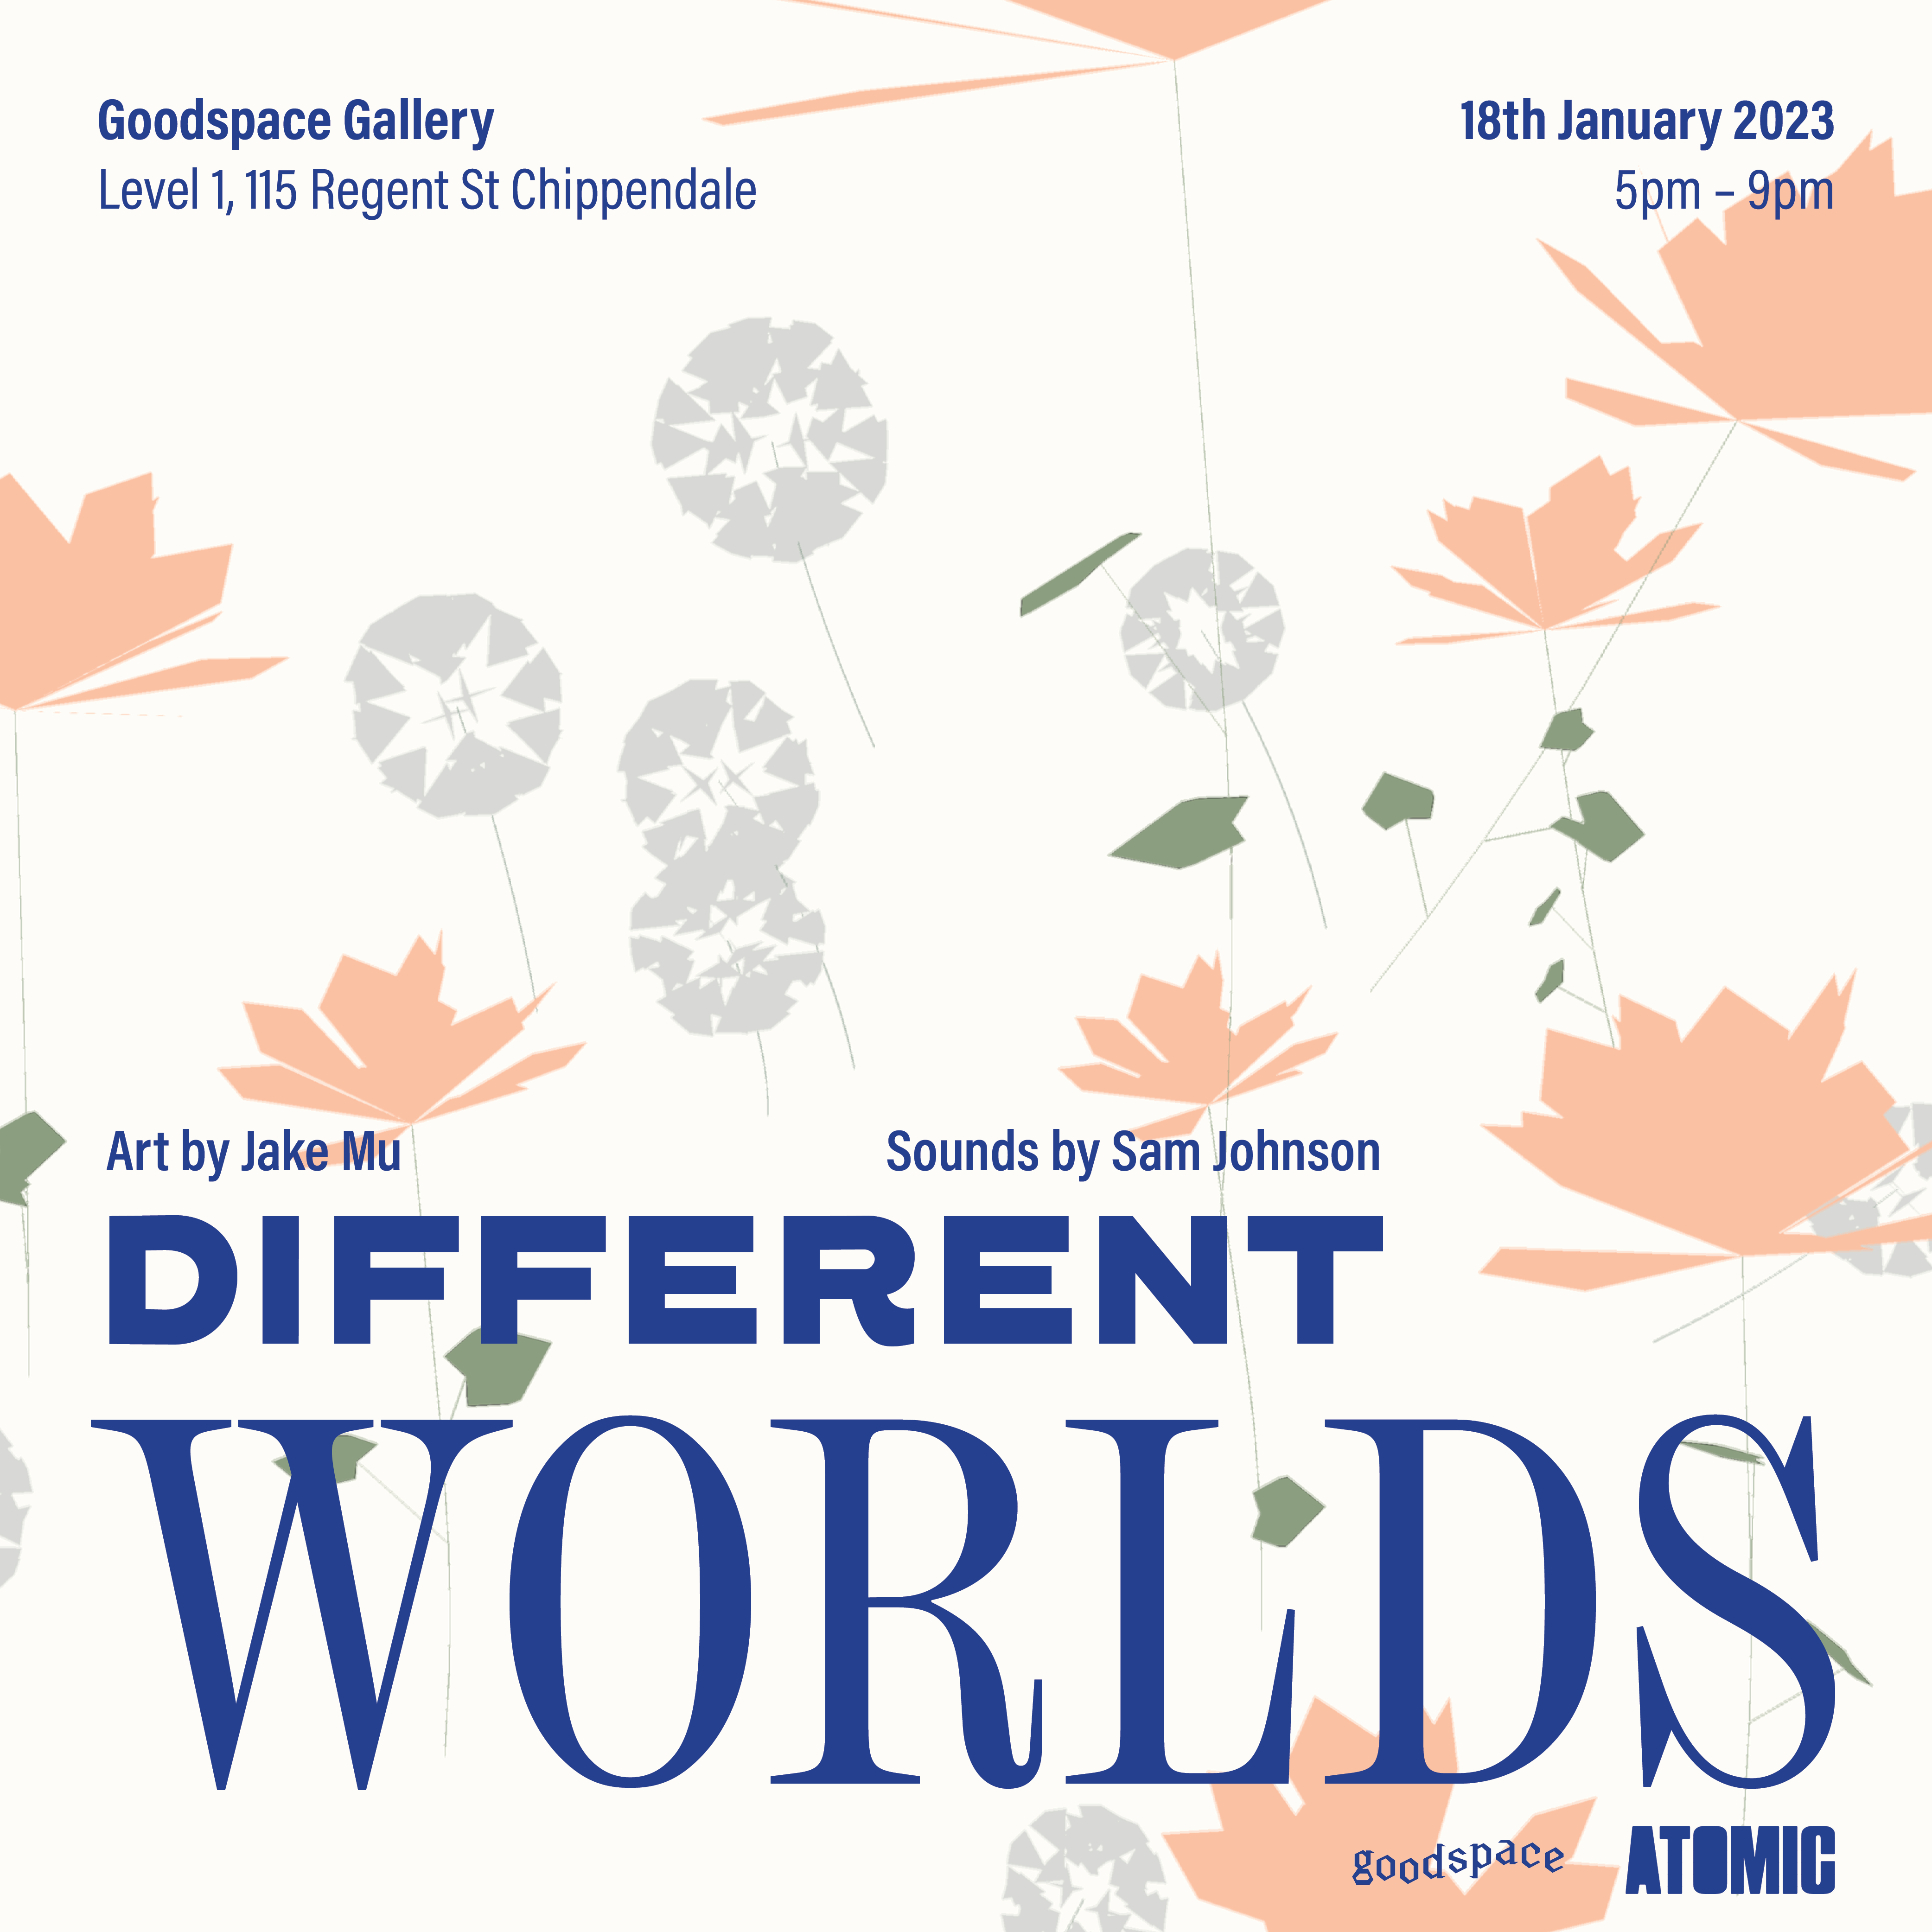 Goodspace Gallery
Level 1, 115 Regent St Chippendale
18th January 2023
5pm – 9pm
Art by Jake Mu
Sounds by Sam Johnson
DIFFERENT
WORLDS
goodspace
ATOMIC